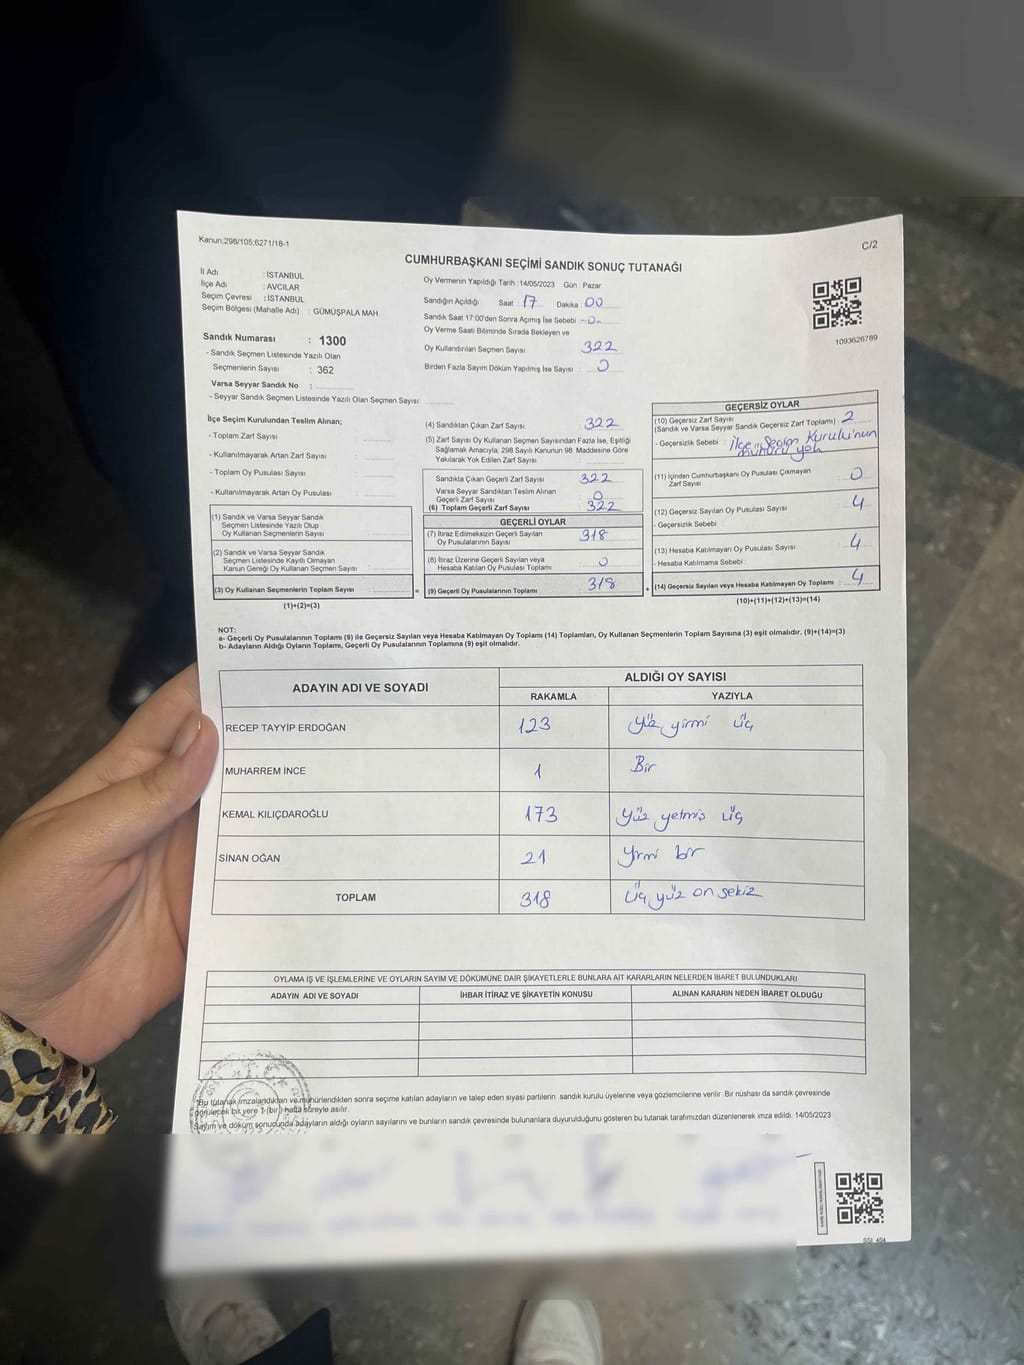 Kanun,298/105,6271/18-1
C/2
CUMHURBAŞKANI SEÇİMİ SANDIK SONUÇ TUTANAĞI
İl Adı : İSTANBUL
İlçe Adı : AVCILAR
Seçim Çevresi : İSTANBUL
Seçim Bölgesi (Mahalle Adı) : GÜMÜŞPALA MAH.
Sandık Numarası : 1300
- Sandık Seçmen Listesinde Yazılı Olan
Seçmenlerin Sayısı : 362
Varsa Seyyar Sandık No :
- Seyyar Sandık Seçmen Listesinde Yazılı Olan Seçmen Sayısı:
Oy Vermenin Yapıldığı Tarih :14/05/2023 Gün Pazar
Sandığın Açıldığı Saat : 17 Dakika 00
Sandık Saat 17:00'den Sonra Açımış İse Sebebi -0-
Oy Verme Saati Bitiminde Sırada Bekleyen ve
Oy Kullandırılan Seçmen Sayısı : 322
Birden Fazla Sayım Döküm Yapılmış İse Sayısı : 0
1093626789
İlçe Seçim Kurulundan Teslim Alınan;
- Toplam Zarf Sayısı
- Kullanılmayarak Artan Zarf Sayısı
- Toplam Oy Pusulası Sayısı
- Kullanılmayarak Artan Oy Pusulası
(1) Sandık ve Varsa Seyyar Sandık
Seçmen Listesinde Yazılı Olup
Oy Kullanan Seçmenlerin Sayısı
(2) Sandık ve Varsa Seyyar Sandık
Seçmen Listesinde Kayıtlı Olmayan
Kanun Gereği Oy Kullanan Seçmen Sayısı
(3) Oy Kullanan Seçmenlerin Toplam Sayısı
(1)+(2)=(3)
(4) Sandıktan Çıkan Zarf Sayısı : 322
(5) Zarf Sayısı Oy Kullanan Seçmen Sayısından Fazla İse, Eşitliği
Sağlamak Amacıyla, 298 Sayılı Kanunun 98. Maddesine Göre
Yakılarak Yok Edilen Zarf Sayısı
Sandıkta Çıkan Geçerli Zarf Sayısı 322
Varsa Seyyar Sandıktan Teslim Alınan
Geçerli Zarf Sayısı 0
(6) Toplam Geçerli Zarf Sayısı 322
GEÇERLİ OYLAR
(7) İtiraz Edilmeksizin Geçerli Sayılan
Oy Pusulalarının Sayısı 318
(8) İtiraz Üzerine Geçerli Sayılan veya
Hesaba Katılan Oy Pusulası Toplamı 0
= (9) Geçerli Oy Pusulalarının Toplamı 318
GEÇERSİZ OYLAR
(10) Geçersiz Zarf Sayısı
(Sandık ve Varsa Seyyar Sandık Geçersiz Zarf Toplamı) : 2
- Geçersizlik Sebebi : İlçe Seçim Kurulu'nun
mührü yok
(11) İçinden Cumhurbaşkanı Oy Pusulası Çıkmayan
Zarf Sayısı 0
(12) Geçersiz Sayılan Oy Pusulası Sayısı 4
- Geçersizlik Sebebi :
(13) Hesaba Katılmayan Oy Pusulası Sayısı 4
- Hesaba Katılmama Sebebi :
+ (14) Geçersiz Sayılan veya Hesaba Katılmayan Oy Toplamı 4
(10)+(11)+(12)+(13)=(14)
NOT:
a- Geçerli Oy Pusulalarının Toplamı (9) ile Geçersiz Sayılan veya Hesaba Katılmayan Oy Toplamı (14) Toplamları, Oy Kullanan Seçmenlerin Toplam Sayısına (3) eşit olmalıdır. (9)+(14)=(3)
b- Adayların Aldığı Oyların Toplamı, Geçerli Oy Pusulalarının Toplamına (9) eşit olmalıdır.
ADAYIN ADI VE SOYADI
ALDIĞI OY SAYISI
RAKAMLA YAZIYLA
RECEP TAYYİP ERDOĞAN 123 Yüz yirmi üç
MUHARREM İNCE 1 Bir
KEMAL KILIÇDAROĞLU 173 Yüz yetmiş üç
SİNAN OĞAN 21 Yirmi bir
TOPLAM 318 Üç yüz on sekiz
OYLAMA İŞ VE İŞLEMLERİNE VE OYLARIN SAYIM VE DÖKÜMÜNE DAİR ŞİKAYETLERLE BUNLARA AİT KARARLARIN NELERDEN İBARET BULUNDUKLARI
ADAYIN ADI VE SOYADI İHBAR İTİRAZ VE ŞİKAYETİN KONUSU ALINAN KARARIN NEDEN İBARET OLDUĞU
"Bu tutanak imzalandıktan ve mühürlendikten sonra seçime katılan adayların ve talep eden siyasi partilerin sandık kurulu üyelerine veya gözlemcilerine verilir. Bir nüshası da sandık çevresinde
görülecek bir yere 1 (bir) hafta süreyle asılır.
Sayım ve döküm sonucunda adayların aldığı oyların sayılarını ve bunların sandık çevresinde bulunanlara duyurulduğunu gösteren bu tutanak tarafımızdan düzenlenerek imza edildi. 14/05/2023